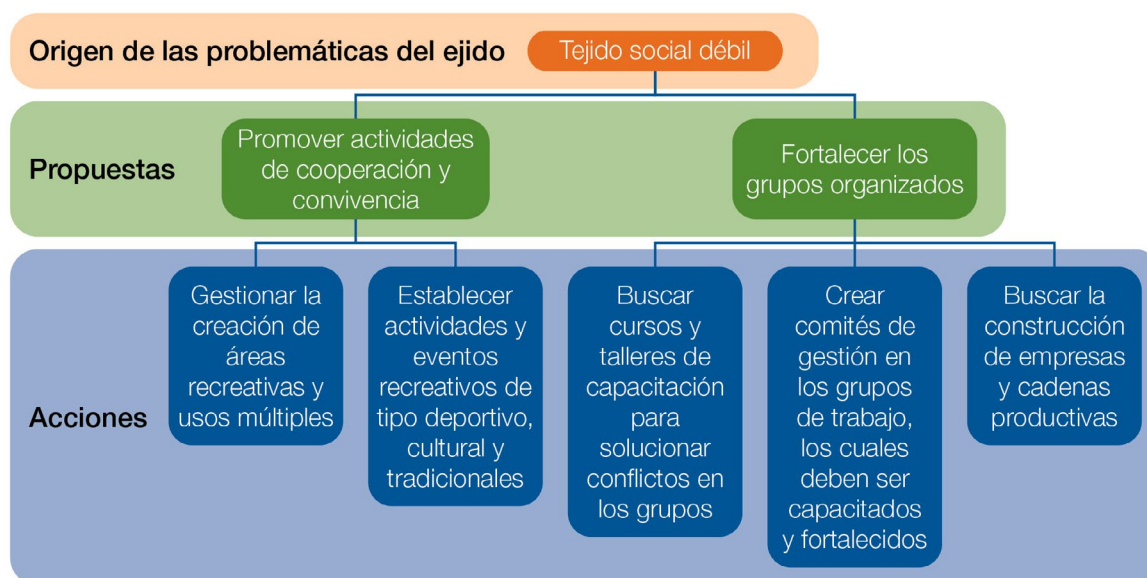 Origen de las problemáticas del ejido
Tejido social débil
Propuestas
Promover actividades
de cooperación y
convivencia
Fortalecer los
grupos organizados
Acciones
Gestionar la
creación de
áreas
recreativas y
usos múltiples
Establecer
actividades y
eventos
recreativos de
tipo deportivo,
cultural y
tradicionales
Buscar
cursos y
talleres de
capacitación
para
solucionar
conflictos en
los grupos
Crear
comités de
gestión en
los grupos
de trabajo,
los cuales
deben ser
capacitados
y fortalecidos
Buscar la
construcción
de empresas
y cadenas
productivas